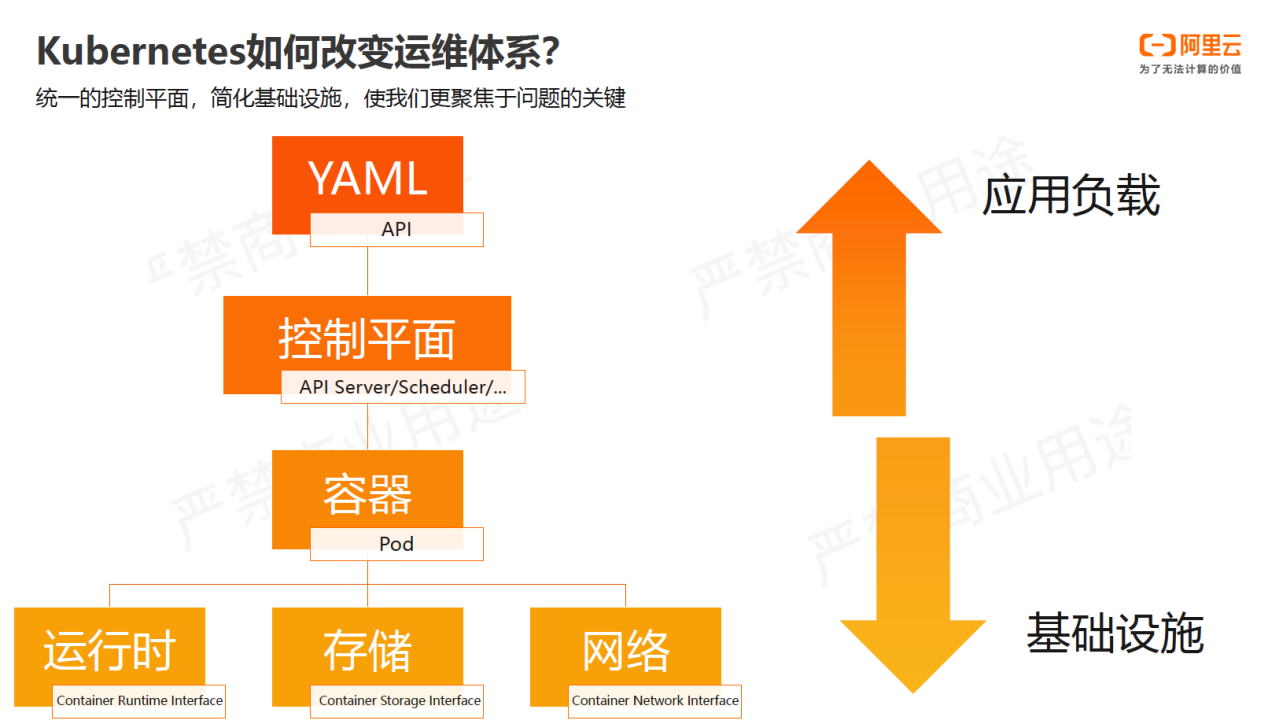 Kubernetes如何改变运维体系?
阿里云
为了无法计算的价值
统一的控制平面，简化基础设施，使我们更聚焦于问题的关键
YAML
API
应用负载
控制平面
API Server/Scheduler/...
容器
Pod
基础设施
运行时
存储
网络
Container Runtime Interface
Container Storage Interface
Container Network Interface
严禁商
严禁商用途
严禁商业用途
严禁商业用途